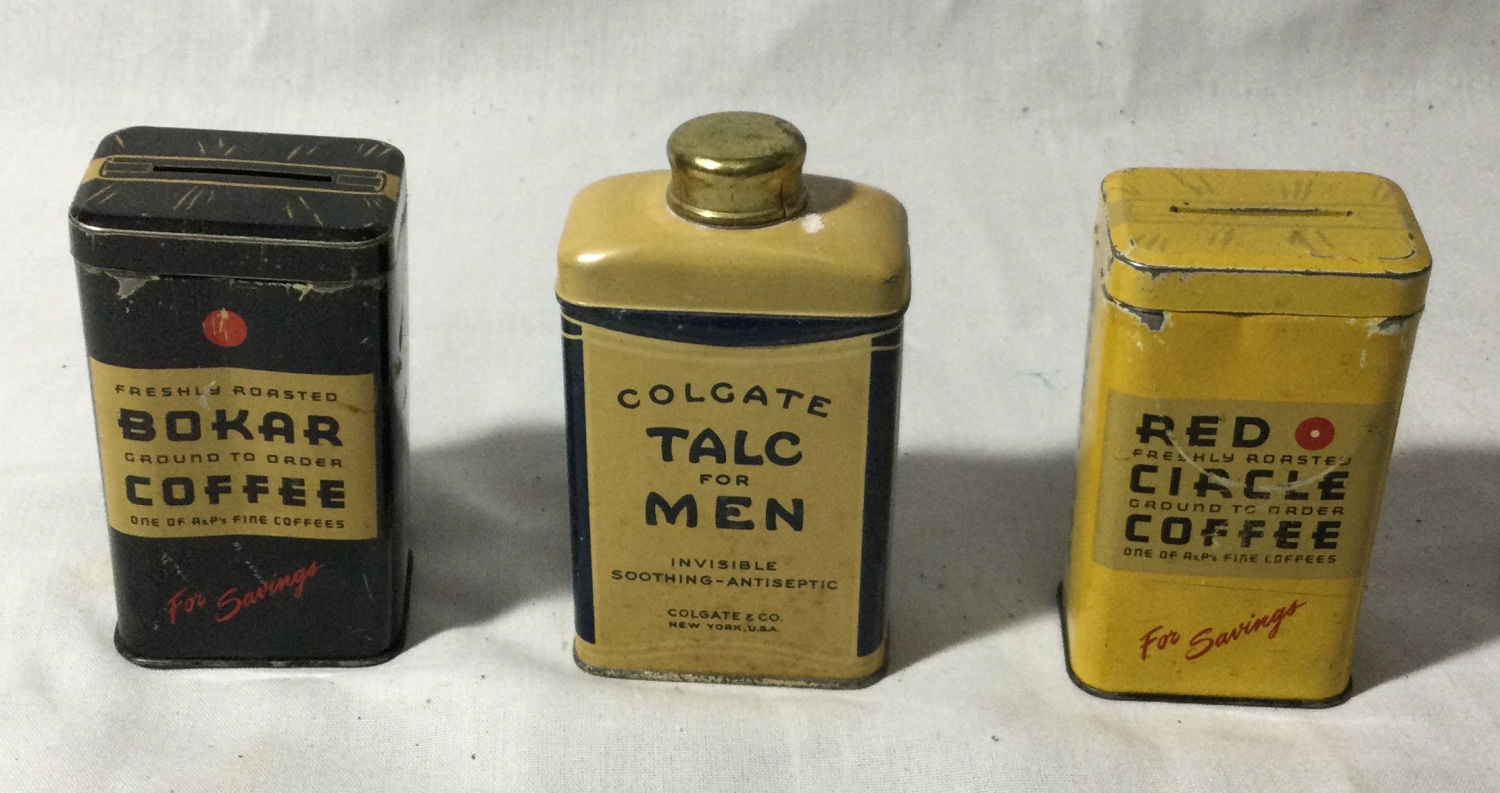 FRESHLY ROASTED
BOKAR
GROUND TO ORDER
COFFEE
ONE OF A&P's FINE COFFEES
For Savings
COLGATE
TALC
FOR
MEN
INVISIBLE
SOOTHING-ANTISEPTIC
COLGATE & CO.
NEW YORK, U.S.A.
RED
FRESHLY ROASTED
CIRCLE
GROUND TO ORDER
COFFEE
ONE OF A&P's FINE COFFEES
For Savings